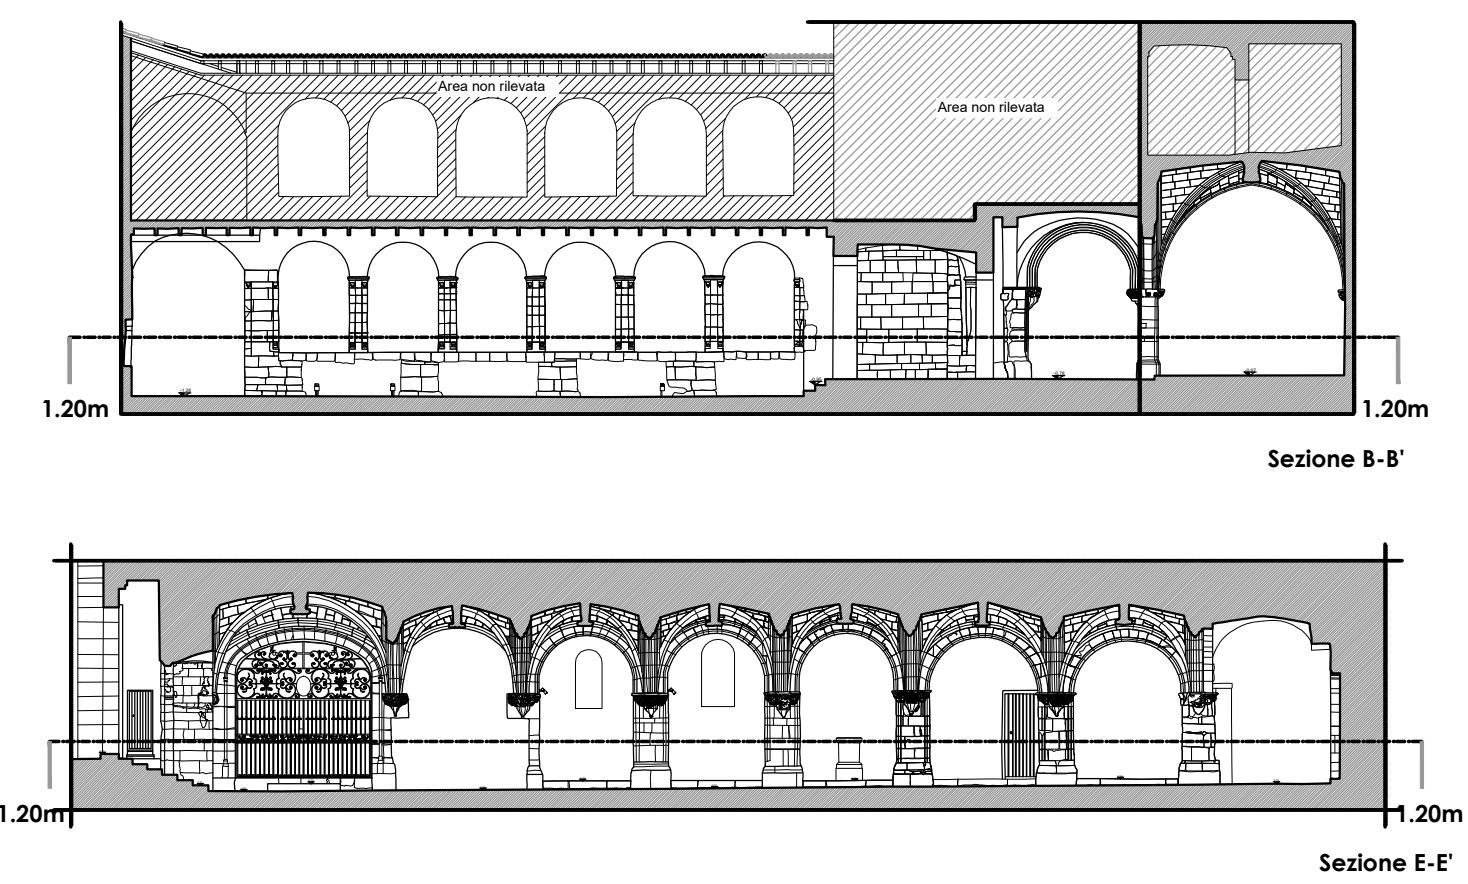 Area non rilevata
Area non rilevata
1.20m
1.20m
Sezione B-B'
1.20m
1.20m
Sezione E-E'